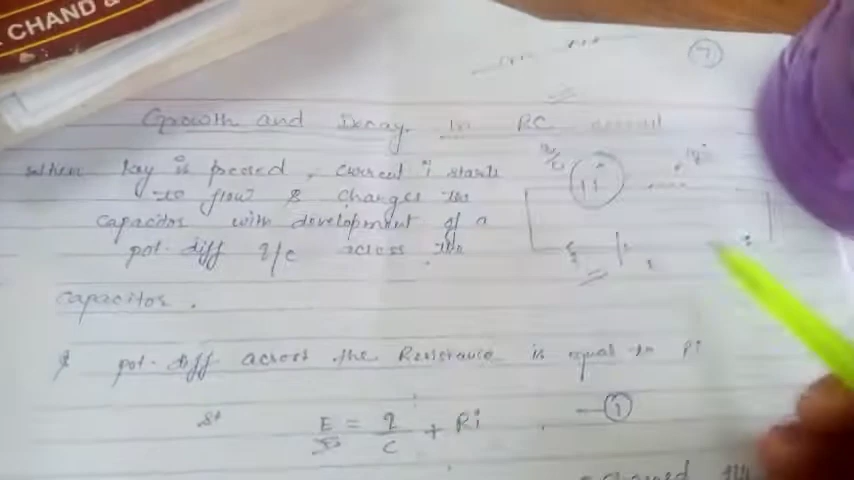 CHAND &
7
Growth and Decay. In RC circuit
When key is pressed, current i starts
to flow & charges the
capacitor with development of a
pot. diff q/c across the
capacitor.
& pot. diff across the Resistance is equal to Ri
E = q/c + Ri — ①